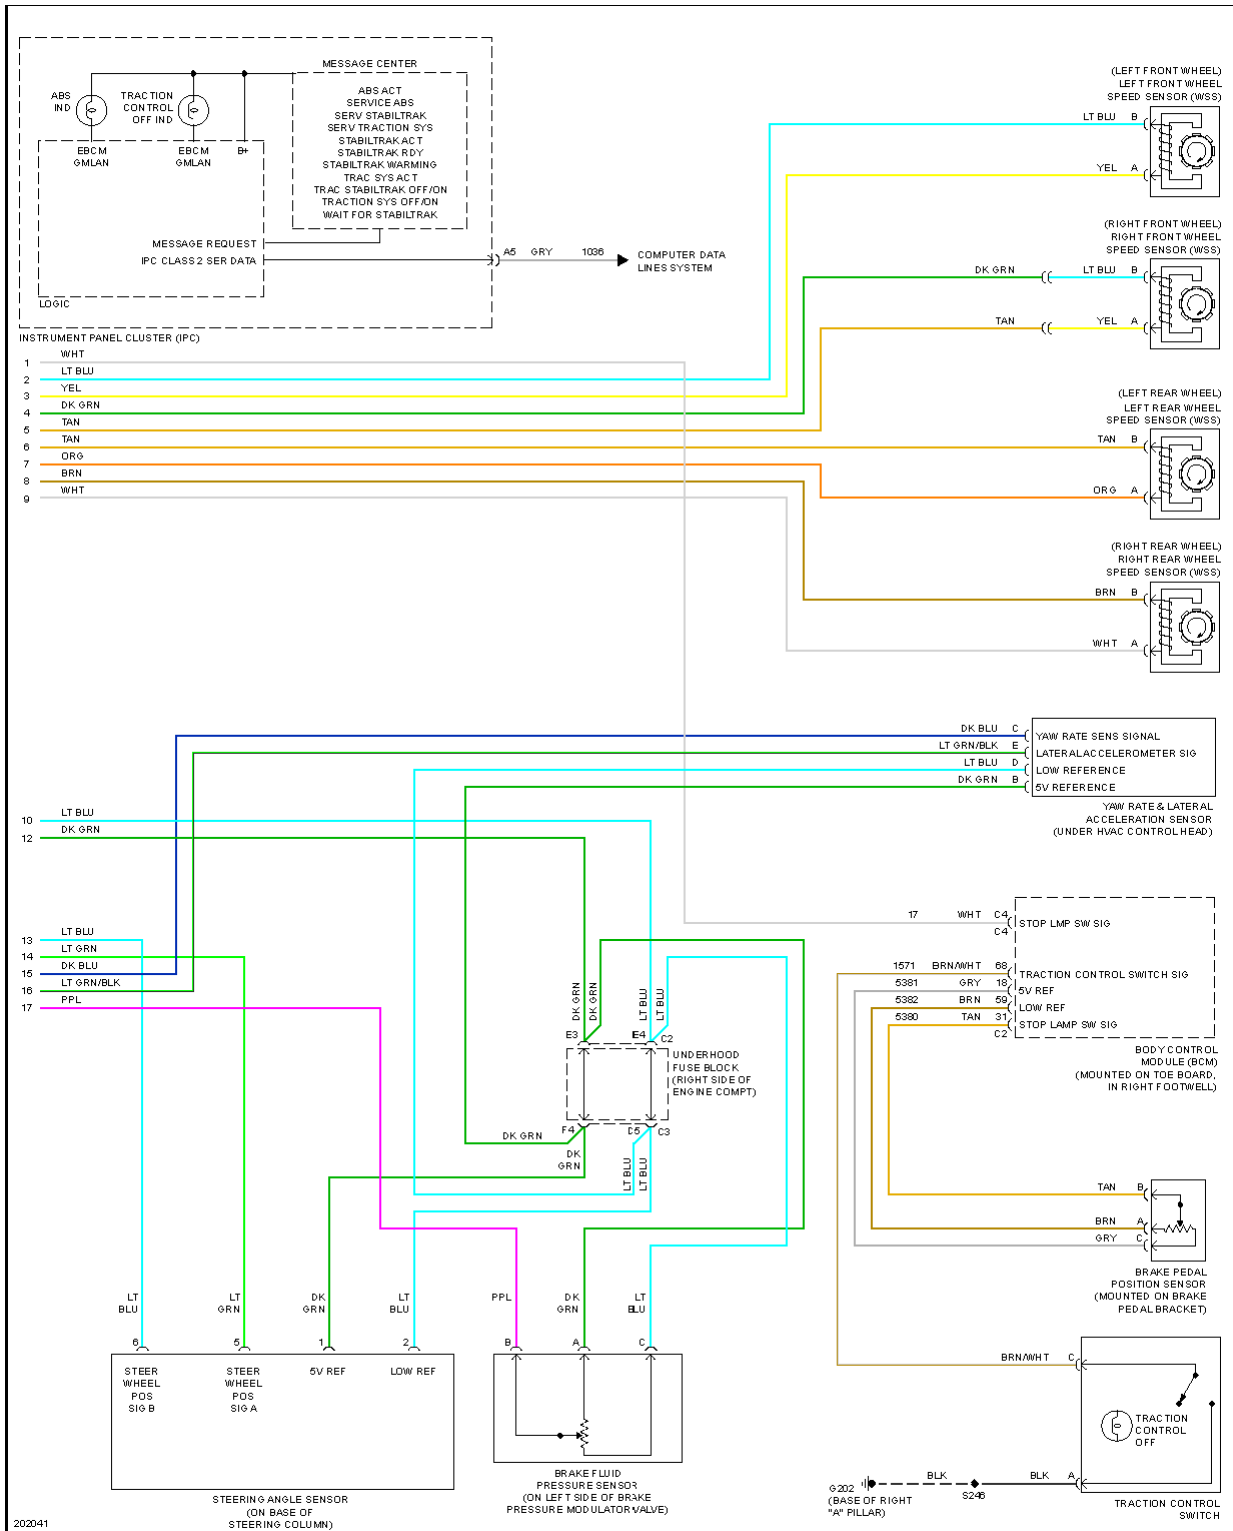 MESSAGE CENTER
ABS
IND
TRACTION
CONTROL
OFF IND
ABS ACT
SERVICE ABS
SERV STABILTRAK
SERV TRACTION SYS
STABILTRAK ACT
STABILTRAK RDY
STABILTRAK WARMING
TRAC SYS ACT
TRAC STABILTRAK OFF/ON
TRACTION SYS OFF/ON
WAIT FOR STABILTRAK
EBCM
GMLAN
EBCM
GMLAN
B+
MESSAGE REQUEST
IPC CLASS 2 SER DATA
LOGIC
A5 GRY 1036
COMPUTER DATA
LINES SYSTEM
INSTRUMENT PANEL CLUSTER (IPC)
(LEFT FRONT WHEEL)
LEFT FRONT WHEEL
SPEED SENSOR (WSS)
LT BLU B
YEL A
(RIGHT FRONT WHEEL)
RIGHT FRONT WHEEL
SPEED SENSOR (WSS)
DK GRN LT BLU B
TAN YEL A
(LEFT REAR WHEEL)
LEFT REAR WHEEL
SPEED SENSOR (WSS)
TAN B
ORG A
(RIGHT REAR WHEEL)
RIGHT REAR WHEEL
SPEED SENSOR (WSS)
BRN B
WHT A
1 WHT
2 LT BLU
3 YEL
4 DK GRN
5 TAN
6 TAN
7 ORG
8 BRN
9 WHT
DK BLU C YAW RATE SENS SIGNAL
LT GRN/BLK E LATERAL ACCELEROMETER SIG
LT BLU D LOW REFERENCE
DK GRN B 5V REFERENCE
YAW RATE & LATERAL
ACCELERATION SENSOR
(UNDER HVAC CONTROL HEAD)
10 LT BLU
12 DK GRN
13 LT BLU
14 LT GRN
15 DK BLU
16 LT GRN/BLK
17 PPL
17 WHT C4 STOP LMP SW SIG
C4
1571 BRN/WHT 68 TRACTION CONTROL SWITCH SIG
5381 GRY 18 5V REF
5382 BRN 59 LOW REF
5380 TAN 31 STOP LAMP SW SIG
C2
BODY CONTROL
MODULE (BCM)
(MOUNTED ON TOE BOARD,
IN RIGHT FOOTWELL)
DK GRN
DK GRN
LT BLU
LT BLU
E3 E4 C2
UNDERHOOD
FUSE BLOCK
(RIGHT SIDE OF
ENGINE COMPT)
F4 D5 C3
DK GRN
DK
GRN
LT BLU
LT BLU
TAN B
BRN A
GRY C
BRAKE PEDAL
POSITION SENSOR
(MOUNTED ON BRAKE
PEDAL BRACKET)
LT
BLU
LT
GRN
DK
GRN
LT
BLU
PPL
DK
GRN
LT
BLU
6 5 1 2 B A C
STEER
WHEEL
POS
SIG B
STEER
WHEEL
POS
SIG A
5V REF
LOW REF
STEERING ANGLE SENSOR
(ON BASE OF
STEERING COLUMN)
BRAKE FLUID
PRESSURE SENSOR
(ON LEFT SIDE OF BRAKE
PRESSURE MODULATOR VALVE)
BRN/WHT C
TRACTION
CONTROL
OFF
BLK BLK A
G202
(BASE OF RIGHT
"A" PILLAR)
S246
TRACTION CONTROL
SWITCH
202041